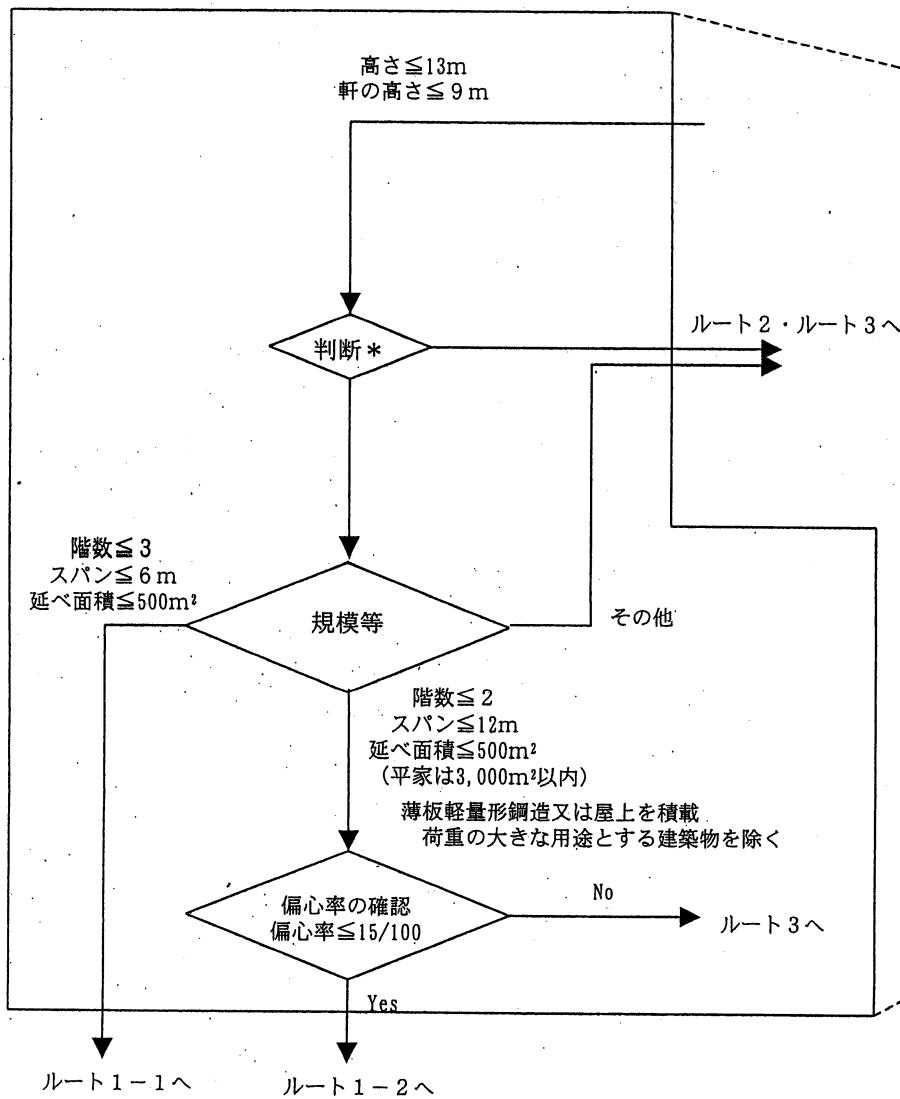 高さ≦13m
軒の高さ≦9m
ルート2・ルート3へ
判断*
階数≦3
スパン≦6m
延べ面積≦500m²
規模等
その他
階数≦2
スパン≦12m
延べ面積≦500m²
(平家は3,000m²以内)
薄板軽量形鋼造又は屋上を積載
荷重の大きな用途とする建築物を除く
偏心率の確認
偏心率≦15/100
No
ルート3へ
Yes
ルート1-1へ
ルート1-2へ